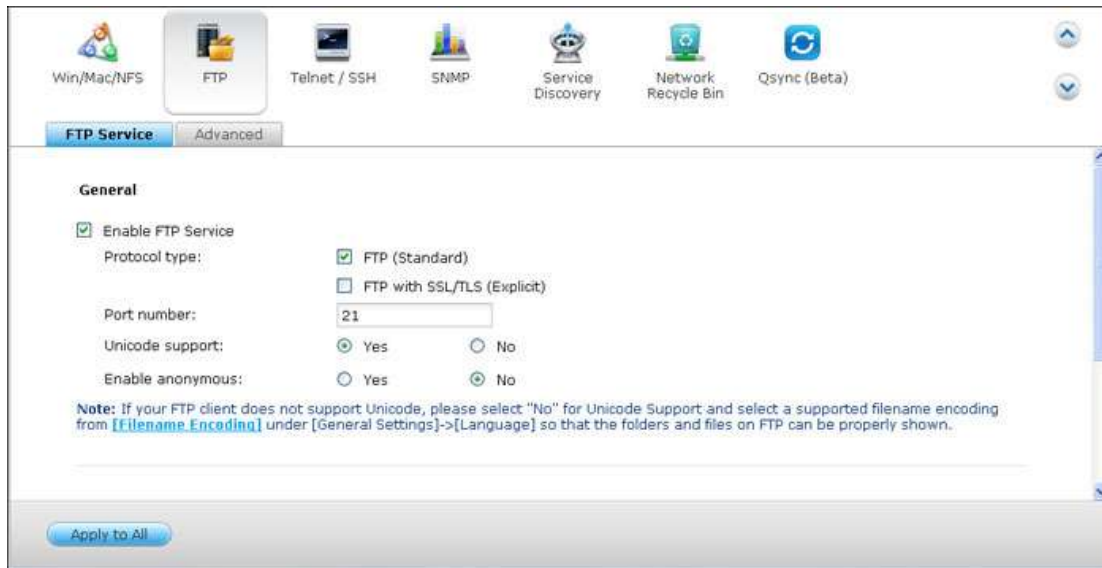 Win/Mac/NFS FTP Telnet / SSH SNMP Service Discovery Network Recycle Bin Qsync (Beta)
FTP Service Advanced
General
Enable FTP Service
Protocol type: FTP (Standard)
FTP with SSL/TLS (Explicit)
Port number: 21
Unicode support: Yes No
Enable anonymous: Yes No
Note: If your FTP client does not support Unicode, please select "No" for Unicode Support and select a supported filename encoding
from [Filename Encoding] under [General Settings]->[Language] so that the folders and files on FTP can be properly shown.
Apply to All